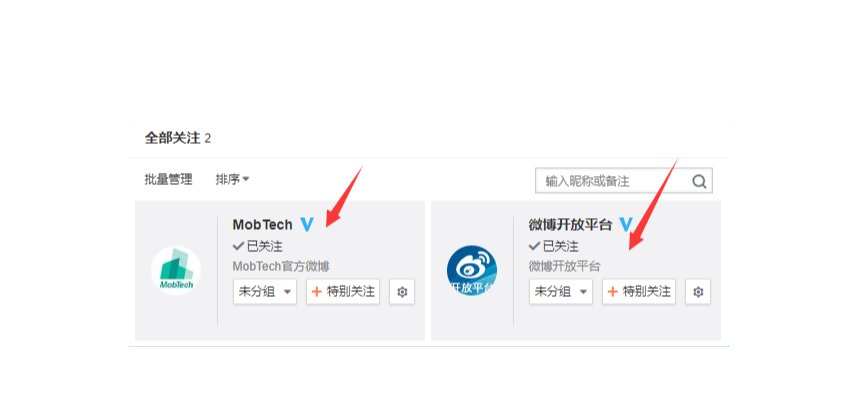 全部关注 2
批量管理 排序 输入昵称或备注
MobTech
已关注
MobTech官方微博
未分组 + 特别关注
MobTech
微博开放平台
已关注
微博开放平台
未分组 + 特别关注
开放平台